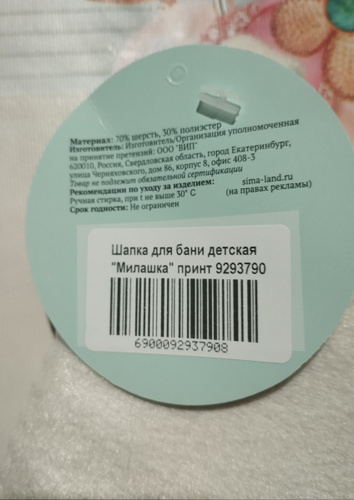 Материал: 70% шерсть, 30% полиэстер
Изготовитель: Изготовитель/Организация уполномоченная
на принятие претензий: ООО "ВИП"
620010, Россия, Свердловская область, город Екатеринбург,
улица Черняховского, дом 86, корпус 8, офис 408-3
Товар не подлежит обязательной сертификации
Рекомендации по уходу за изделием: sima-land.ru
Ручная стирка, при t не выше 30° С (на правах рекламы)
Срок годности: Не ограничен
Шапка для бани детская
"Милашка" принт 9293790
6900092937908